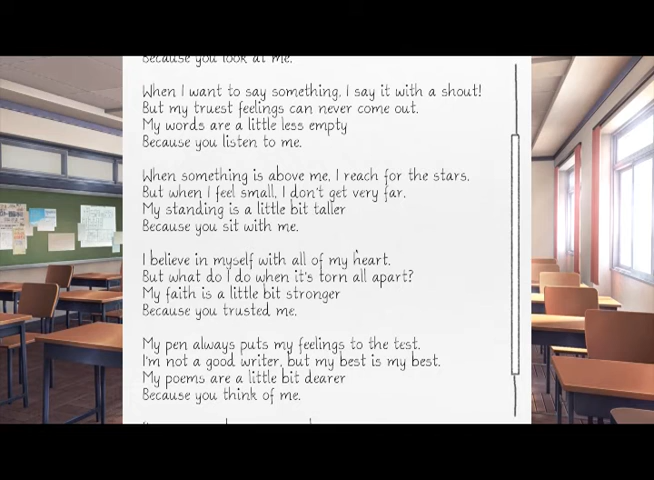 Because you look at me.
When I want to say something, I say it with a shout!
But my truest feelings can never come out.
My words are a little less empty
Because you listen to me.
When something is above me, I reach for the stars.
But when I feel small, I don't get very far.
My standing is a little bit taller
Because you sit with me.
I believe in myself with all of my heart.
But what do I do when it's torn all apart?
My faith is a little bit stronger
Because you trusted me.
My pen always puts my feelings to the test.
I'm not a good writer, but my best is my best.
My poems are a little bit dearer
Because you think of me.